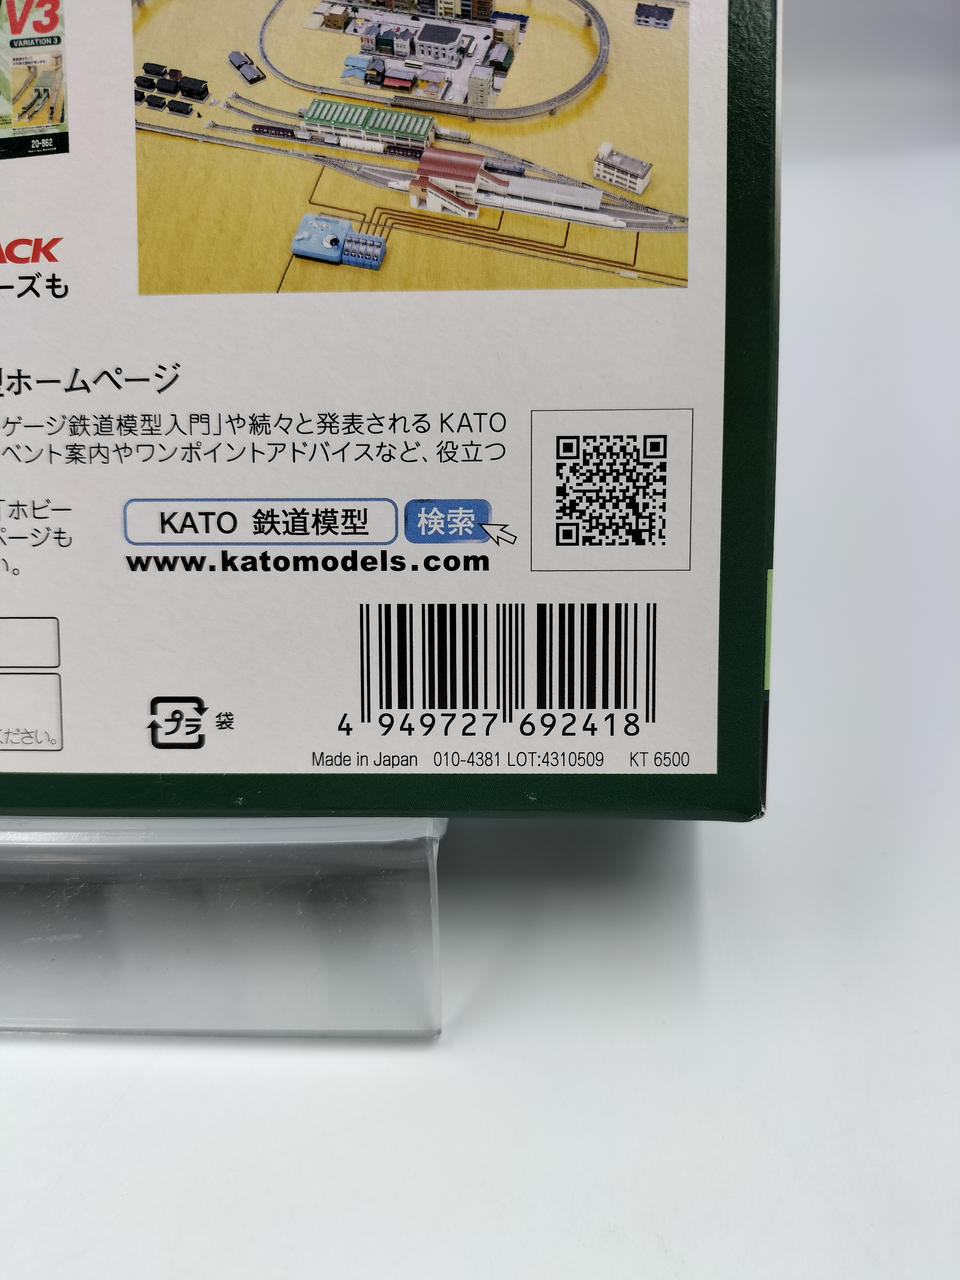 V3
VARIATION 3
20-862
ACK
ーズも
型ホームページ
ゲージ鉄道模型入門」や続々と発表されるKATO
ベント案内やワンポイントアドバイスなど、役立つ
「ホビー
ページも
い。
KATO 鉄道模型 検索
www.katomodels.com
4 949727 692418
ください。
プラ 袋
Made in Japan 010-4381 LOT:4310509 KT 6500